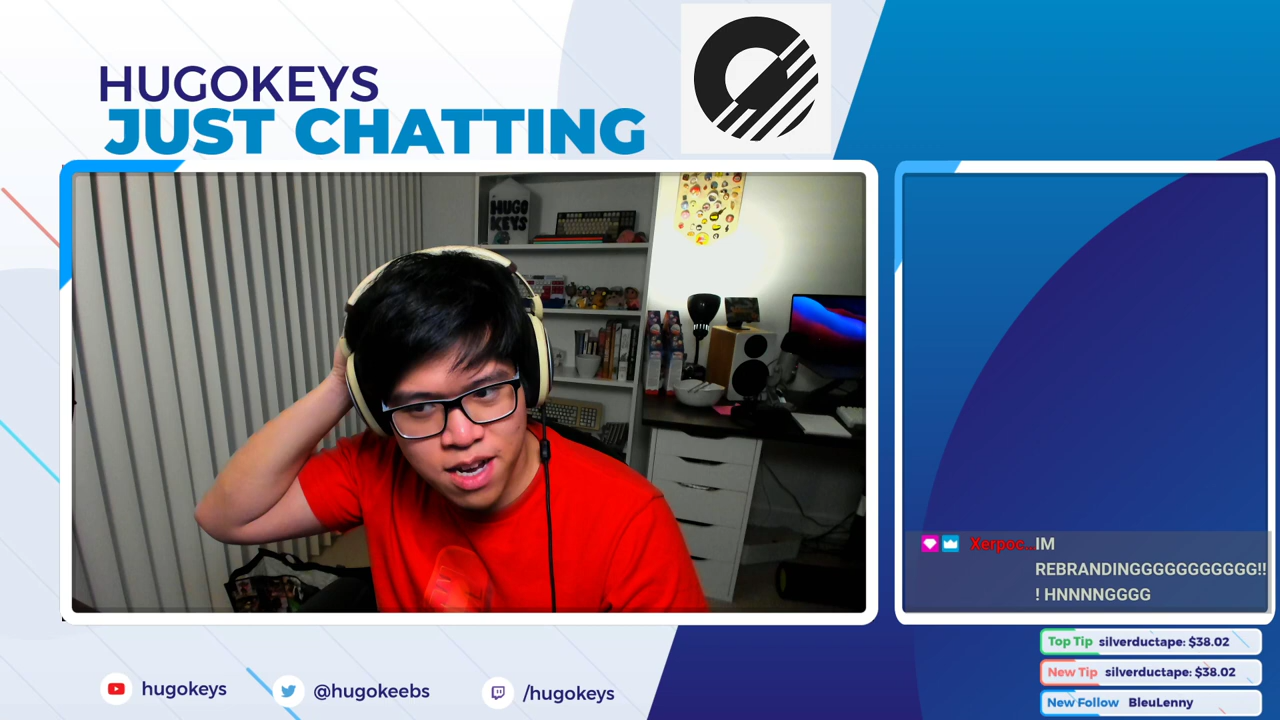 HUGOKEYS
JUST CHATTING
HUGO
KEYS
Xerpoc...IM
REBRANDINGGGGGGGGGGG!!
! HNNNNGGGG
Top Tip silverductape: $38.02
New Tip silverductape: $38.02
New Follow BleuLenny
hugokeys
@hugokeebs
/hugokeys